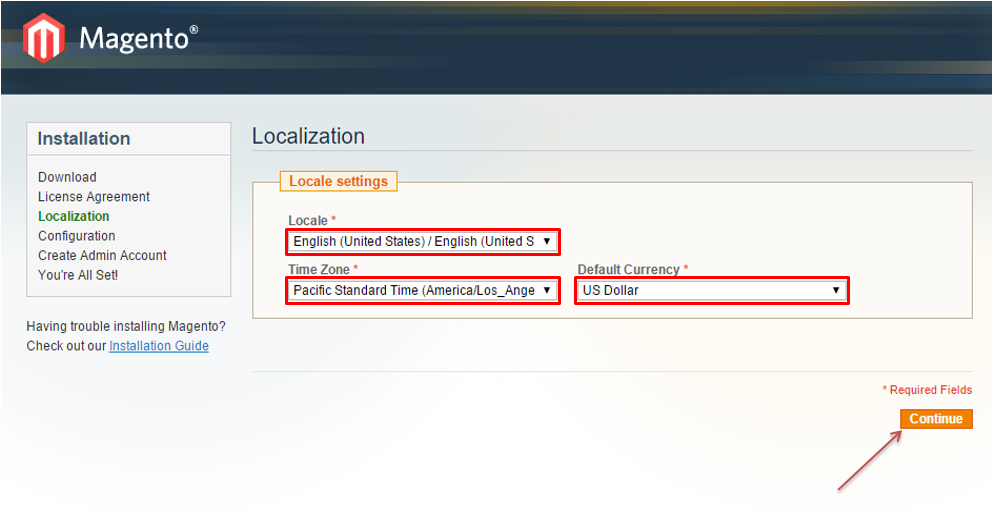 Magento®
Installation
Download
License Agreement
Localization
Configuration
Create Admin Account
You're All Set!
Having trouble installing Magento?
Check out our Installation Guide
Localization
Locale settings
Locale *
English (United States) / English (United S
Time Zone *
Pacific Standard Time (America/Los_Ange
Default Currency *
US Dollar
* Required Fields
Continue